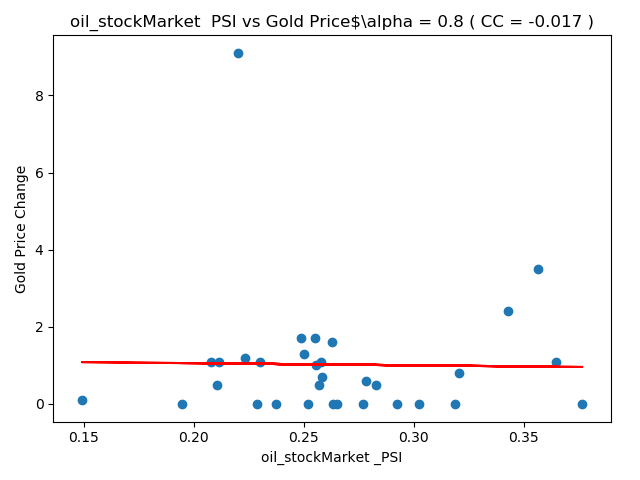 oil_stockMarket  PSI vs Gold Price$\alpha = 0.8 ( CC = -0.017 )
Gold Price Change
8
6
4
2
0
0.15 0.20 0.25 0.30 0.35
oil_stockMarket _PSI